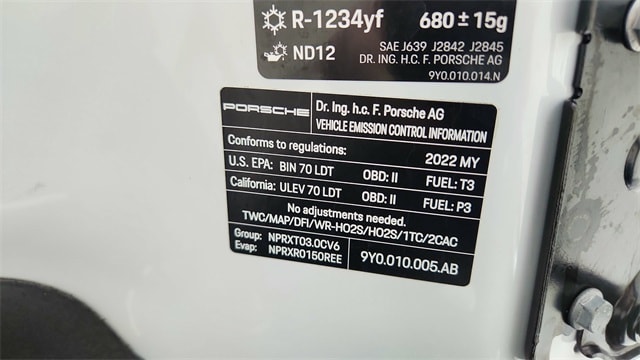 R-1234yf 680 ± 15g
ND12 SAE J639 J2842 J2845
DR. ING. H.C. F. PORSCHE AG
9Y0.010.014.N
PORSCHE Dr. Ing. h.c. F. Porsche AG
VEHICLE EMISSION CONTROL INFORMATION
Conforms to regulations: 2022 MY
U.S. EPA: BIN 70 LDT OBD: II FUEL: T3
California: ULEV 70 LDT OBD: II FUEL: P3
No adjustments needed.
TWC/MAP/DFI/WR-HO2S/HO2S/1TC/2CAC
Group: NPRXT03.0CV6
Evap: NPRXR0150REE 9Y0.010.005.AB